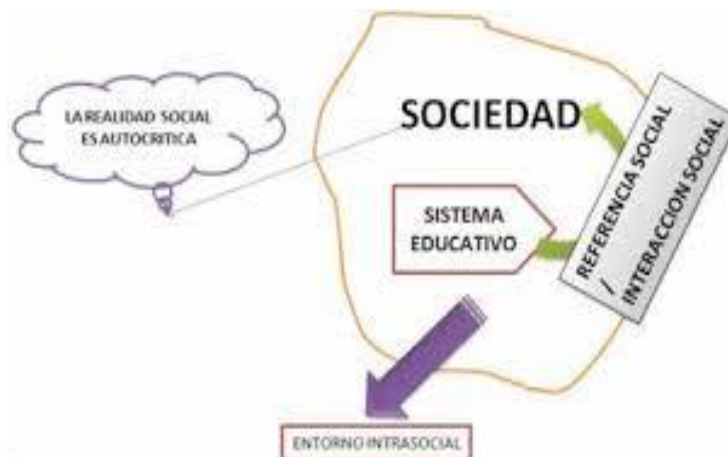 LA REALIDAD SOCIAL
ES AUTOCRITICA
SOCIEDAD
SISTEMA
EDUCATIVO
REFERENCIA SOCIAL
/
INTERACCION SOCIAL
ENTORNO INTRASOCIAL